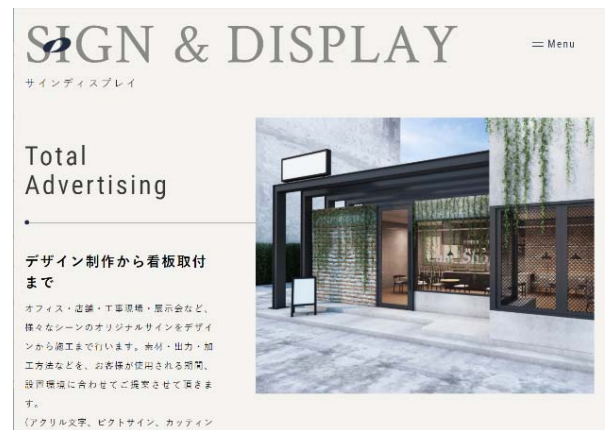 SIGN & DISPLAY
Menu
サインディスプレイ
Total
Advertising
デザイン制作から看板取付
まで
オフィス・店舗・工事現場・展示会など、
様々なシーンのオリジナルサインをデザイ
ンから施工まで行います。素材・出力・加
工方法などを、お客様が使用される期間、
設置環境に合わせてご提案させて頂きま
す。
(アクリル文字、ピクトサイン、カッティン